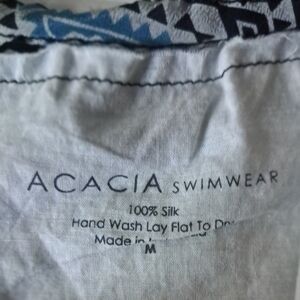 ACACIA SWIMWEAR
100% Silk
Hand Wash Lay Flat To
Made in
M